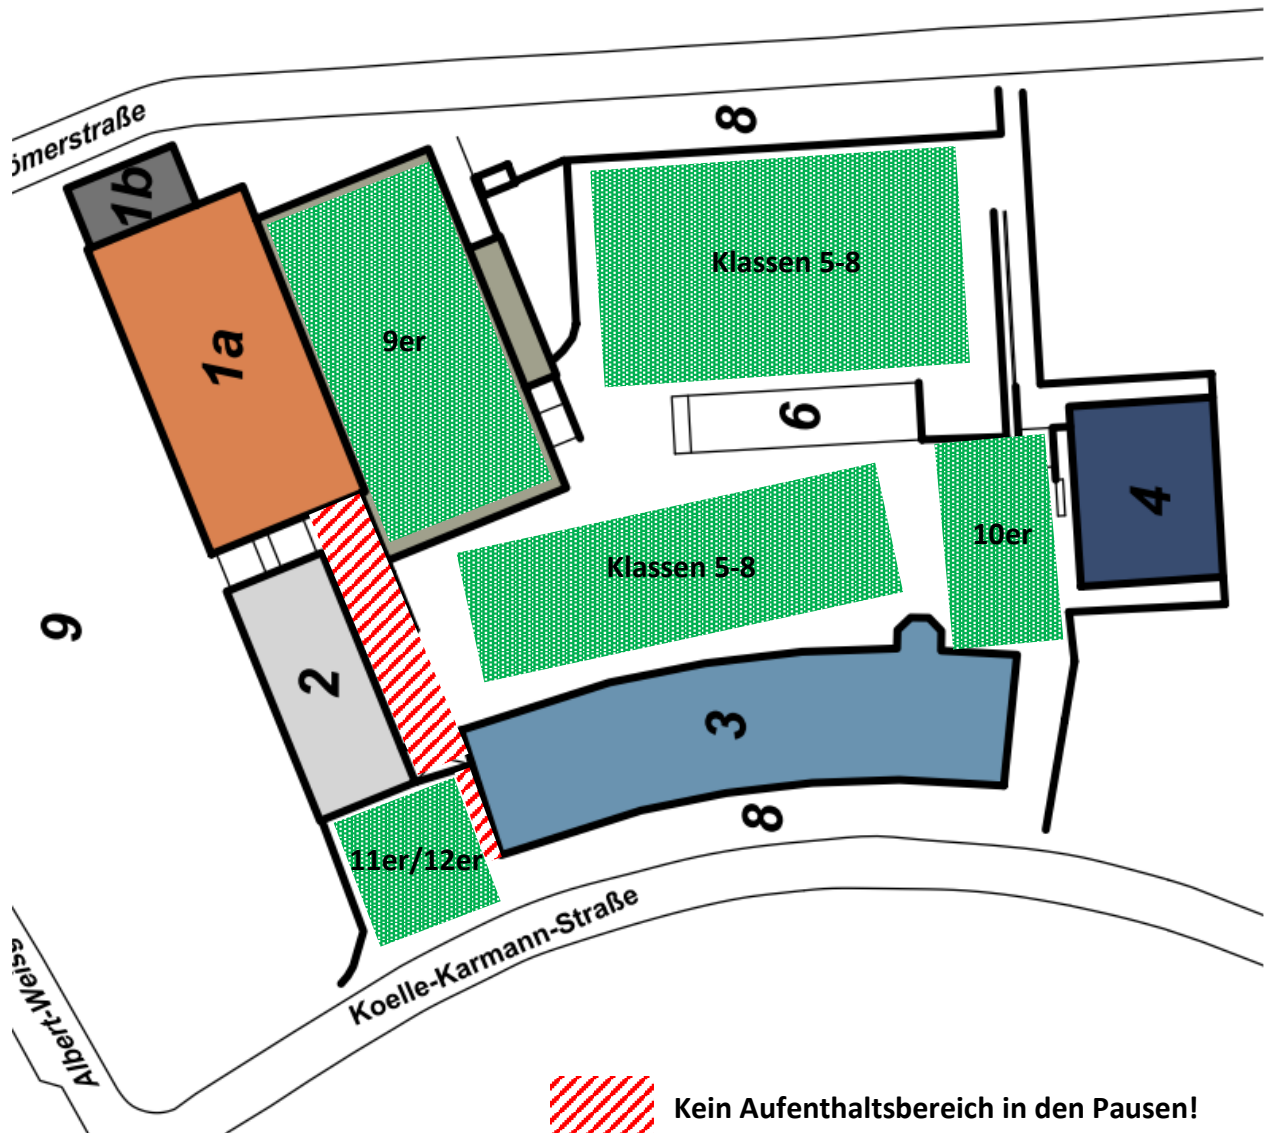 ömerstraße
8
1b
Klassen 5-8
9er
1a
6
4
10er
Klassen 5-8
9
2
3
8
11er/12er
Koelle-Karmann-Straße
Albert-Weiss
Kein Aufenthaltsbereich in den Pausen!